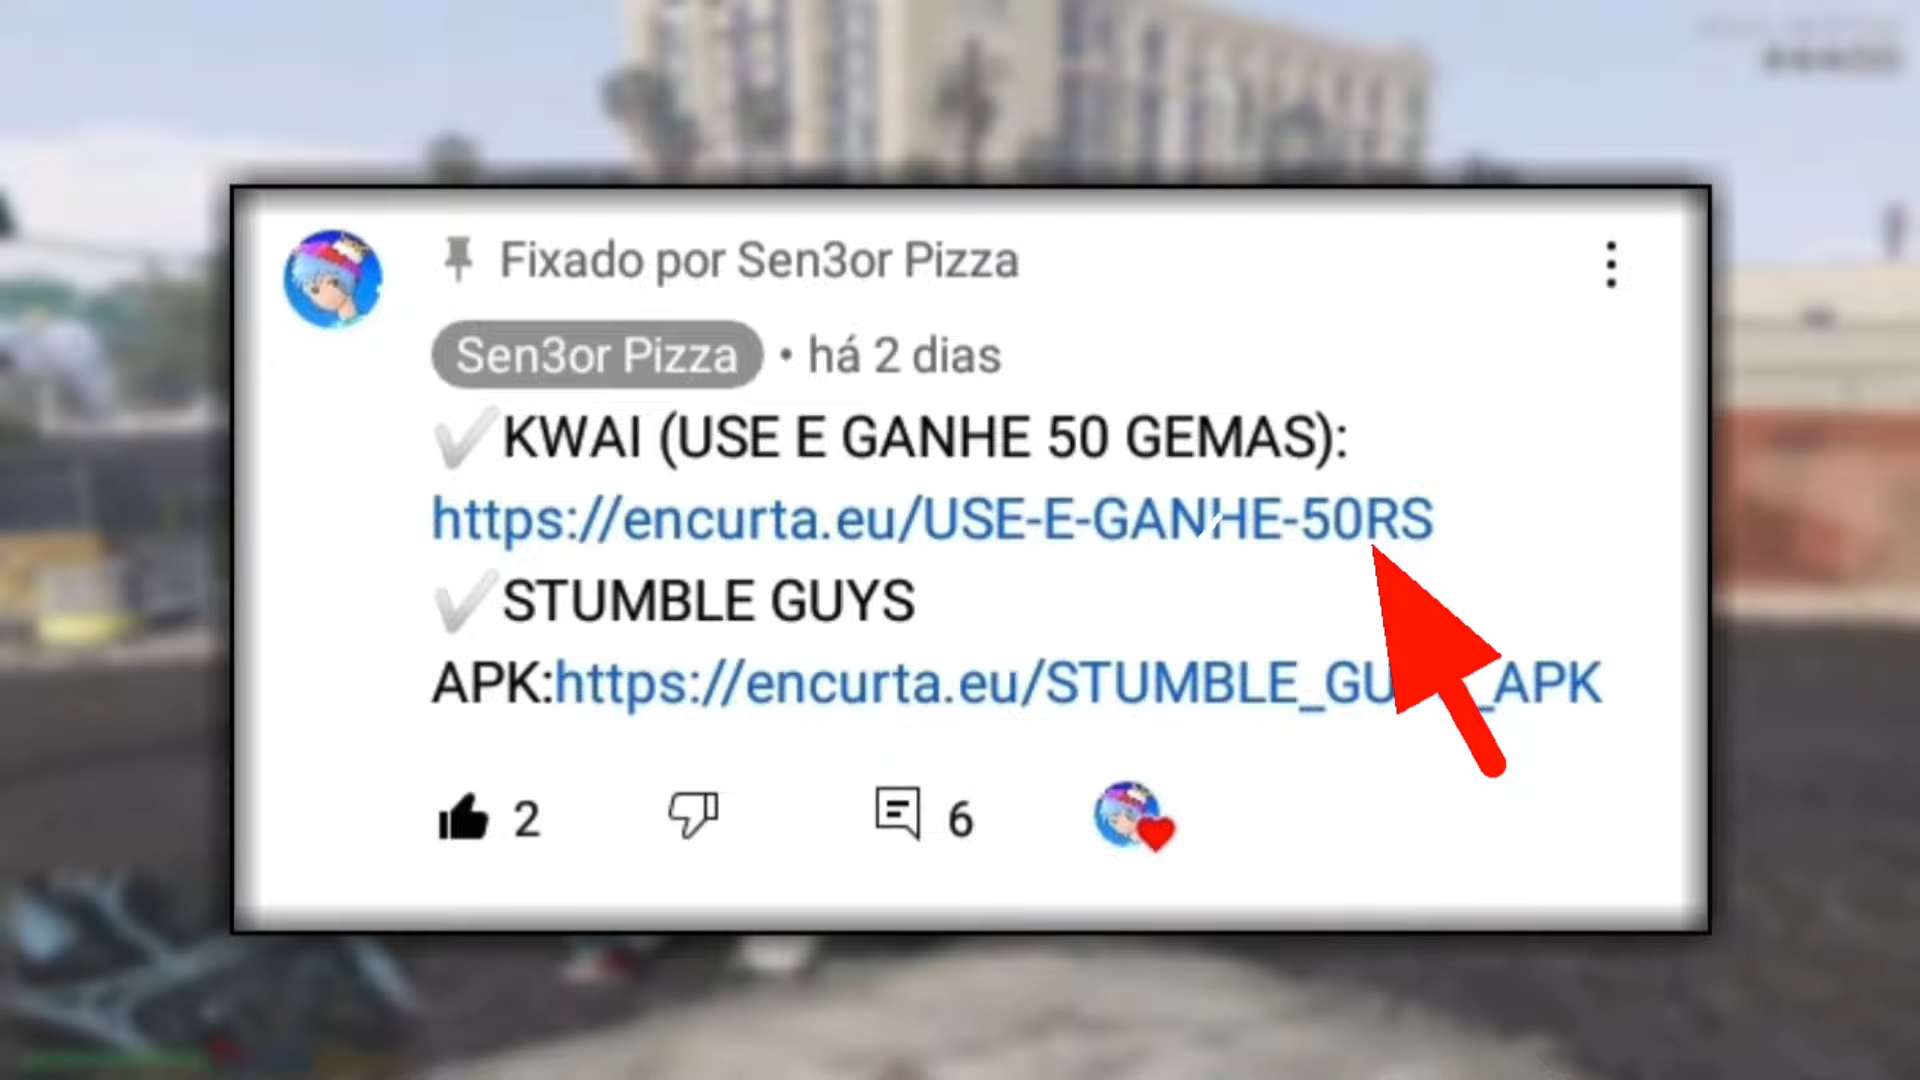 Fixado por Sen3or Pizza
Sen3or Pizza • há 2 dias
✔KWAI (USE E GANHE 50 GEMAS):
https://encurta.eu/USE-E-GANHE-50RS
✔STUMBLE GUYS
APK:https://encurta.eu/STUMBLE_GU _APK
2 6